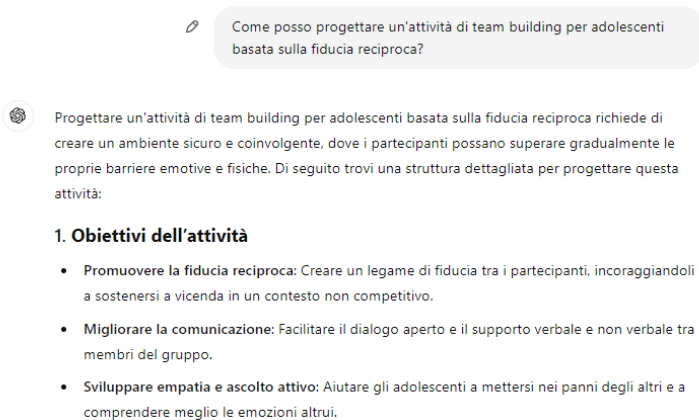 Come posso progettare un'attività di team building per adolescenti
basata sulla fiducia reciproca?
Progettare un'attività di team building per adolescenti basata sulla fiducia reciproca richiede di
creare un ambiente sicuro e coinvolgente, dove i partecipanti possano superare gradualmente le
proprie barriere emotive e fisiche. Di seguito trovi una struttura dettagliata per progettare questa
attività:
1. Obiettivi dell'attività
• Promuovere la fiducia reciproca: Creare un legame di fiducia tra i partecipanti, incoraggiandoli
a sostenersi a vicenda in un contesto non competitivo.
• Migliorare la comunicazione: Facilitare il dialogo aperto e il supporto verbale e non verbale tra
membri del gruppo.
• Sviluppare empatia e ascolto attivo: Aiutare gli adolescenti a mettersi nei panni degli altri e a
comprendere meglio le emozioni altrui.